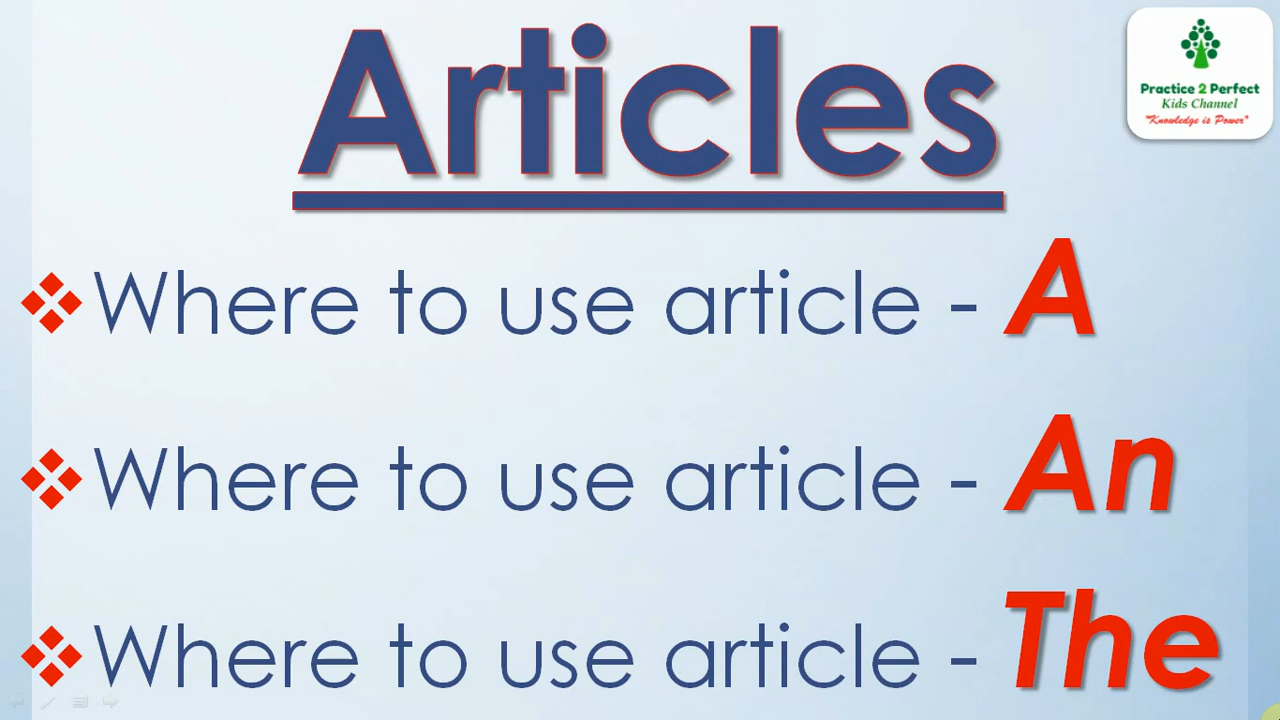 Articles
Practice 2 Perfect
Kids Channel
"Knowledge is Power"
❖ Where to use article - A
❖ Where to use article - An
❖ Where to use article - The